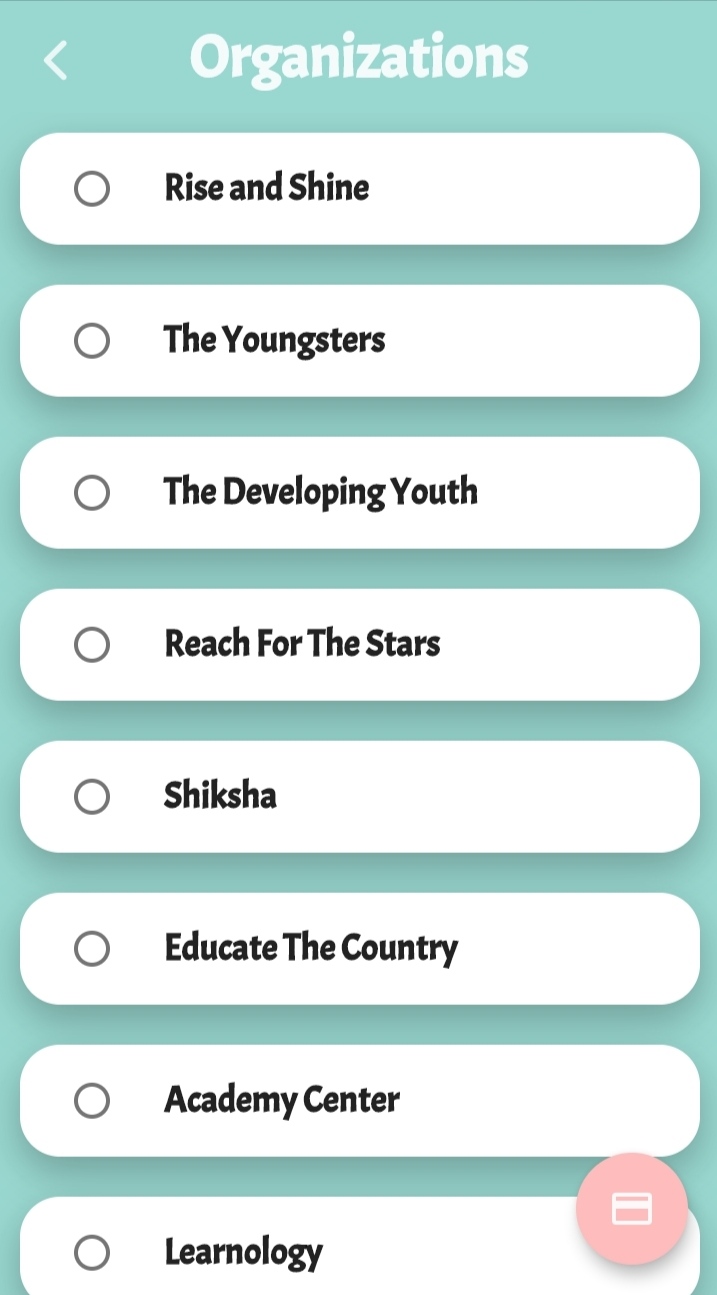 Organizations
Rise and Shine
The Youngsters
The Developing Youth
Reach For The Stars
Shiksha
Educate The Country
Academy Center
Learnology